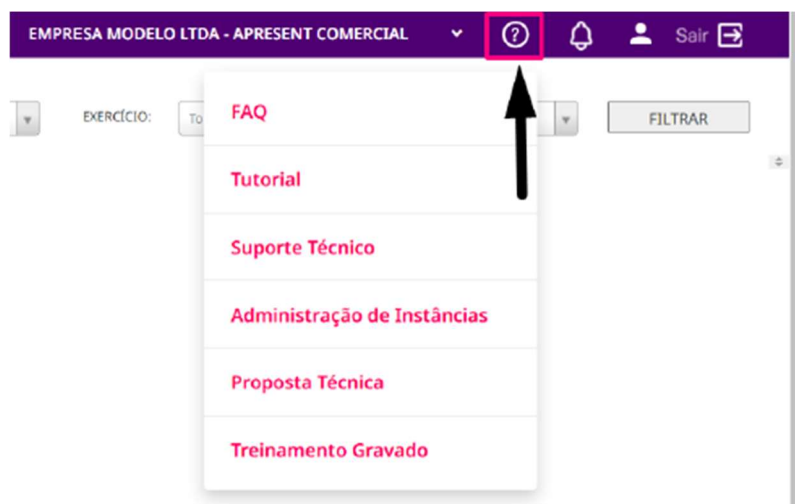 EMPRESA MODELO LTDA - APRESENT COMERCIAL ? Sair
EXERCÍCIO: To FILTRAR
FAQ
Tutorial
Suporte Técnico
Administração de Instâncias
Proposta Técnica
Treinamento Gravado